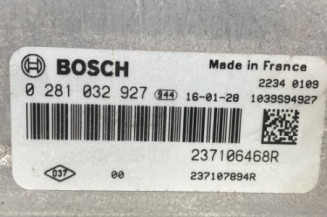 BOSCH Made in France
2234 0109
0 281 032 927 944 16-01-28 1039S94927
237106468R
037 00 237107894R